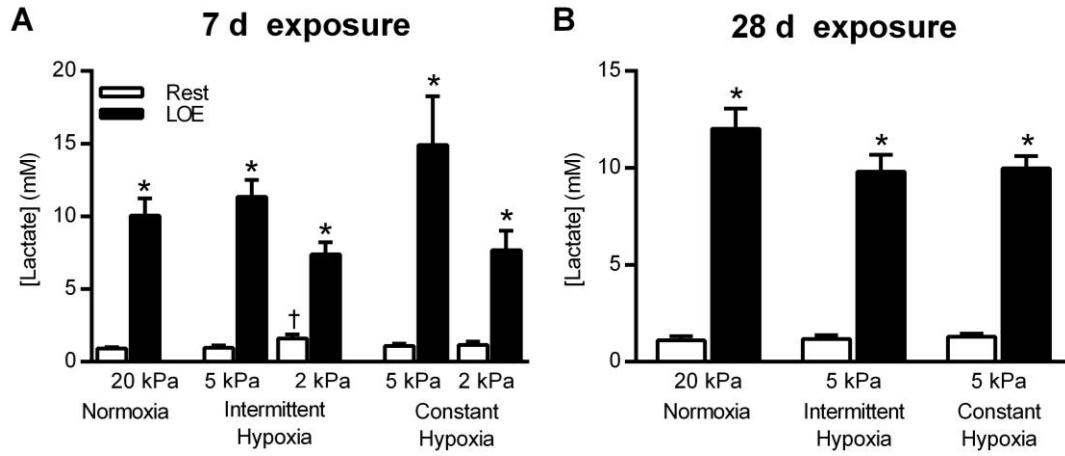 A
7 d exposure
20
15
10
5
0
[Lactate] (mM)
Rest
LOE
*
*
†
*
*
*
20 kPa
5 kPa
2 kPa
5 kPa
2 kPa
Normoxia
Intermittent
Hypoxia
Constant
Hypoxia
B
28 d exposure
15
10
5
0
[Lactate] (mM)
*
*
*
20 kPa
5 kPa
5 kPa
Normoxia
Intermittent
Hypoxia
Constant
Hypoxia